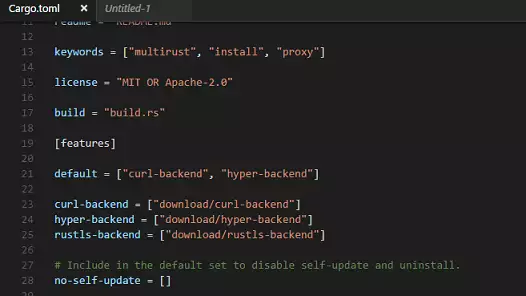 Cargo.toml × Untitled-1
11 readme = "README.md"
12
13 keywords = ["multirust", "install", "proxy"]
14
15 license = "MIT OR Apache-2.0"
16
17 build = "build.rs"
18
19 [features]
20
21 default = ["curl-backend", "hyper-backend"]
22
23 curl-backend = ["download/curl-backend"]
24 hyper-backend = ["download/hyper-backend"]
25 rustls-backend = ["download/rustls-backend"]
26
27 # Include in the default set to disable self-update and uninstall.
28 no-self-update = []
29